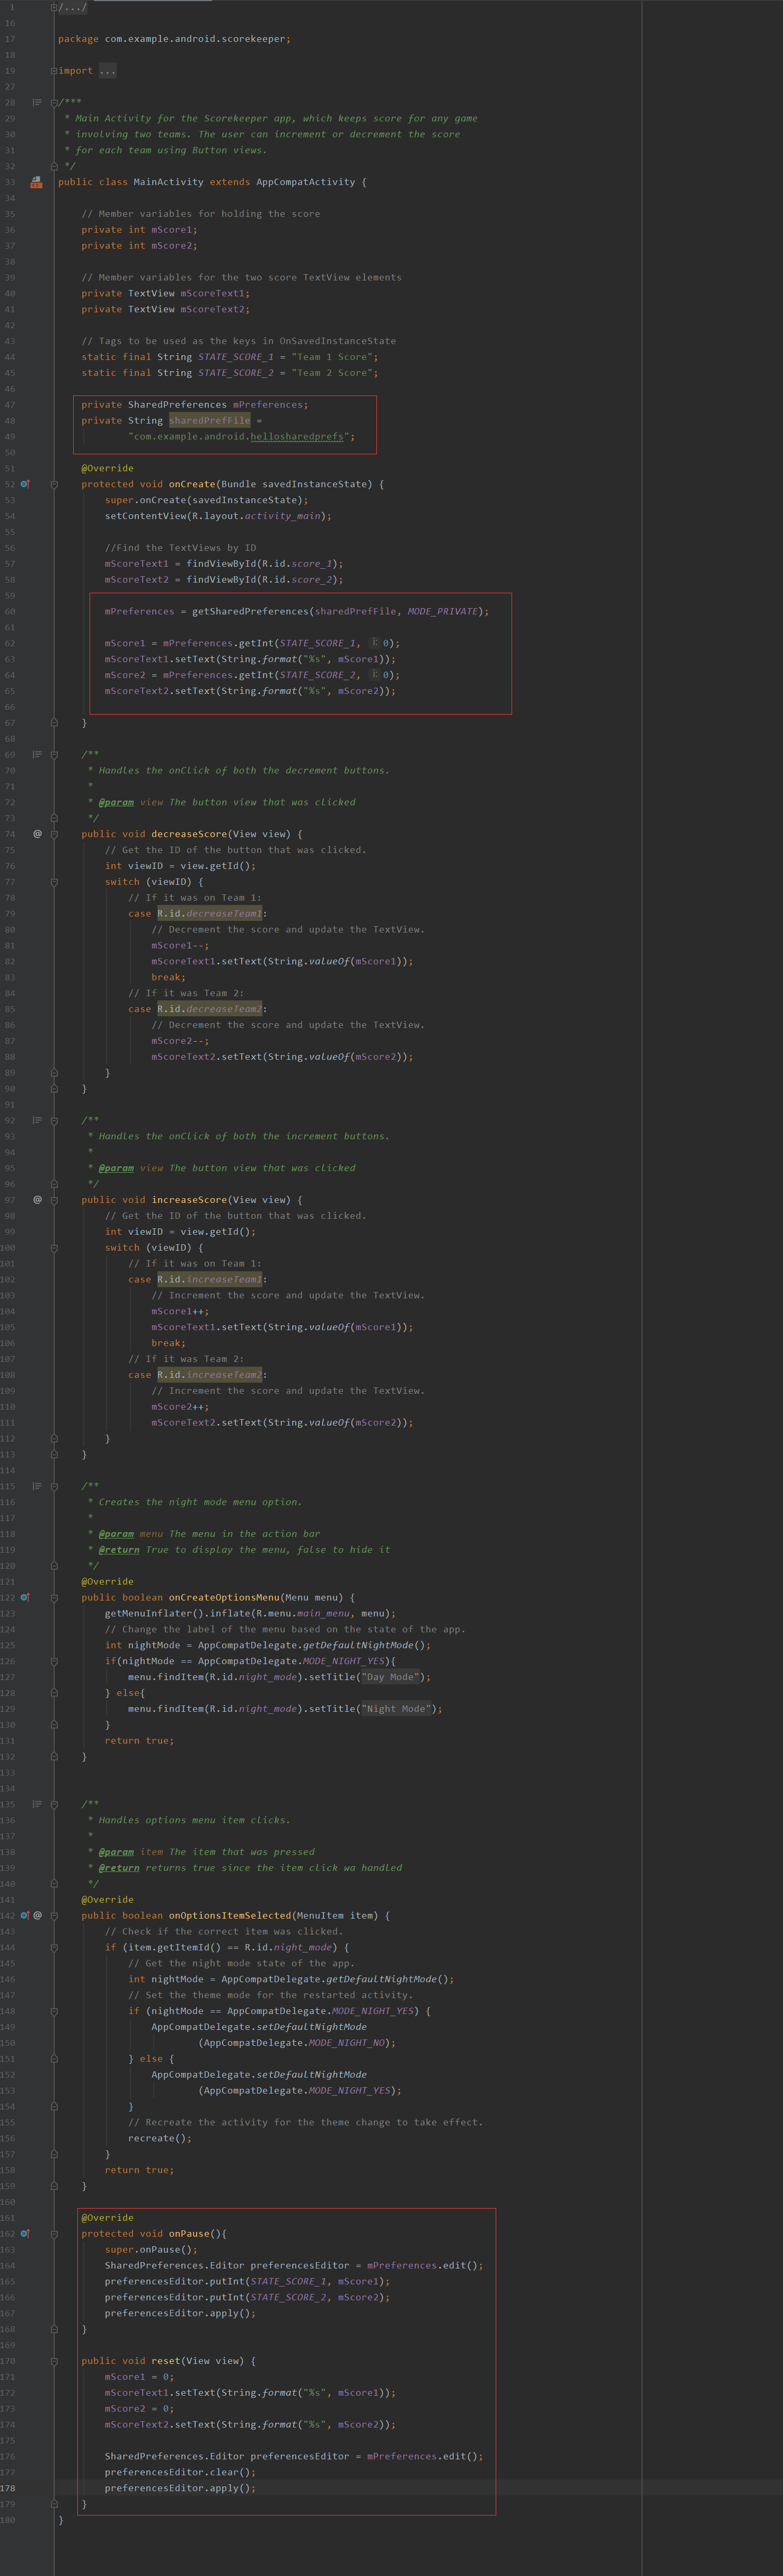 1 /.../
16
17 package com.example.android.scorekeeper;
18
19 import ...
27
28 /***
29 * Main Activity for the Scorekeeper app, which keeps score for any game
30 * involving two teams. The user can increment or decrement the score
31 * for each team using Button views.
32 */
33 public class MainActivity extends AppCompatActivity {
34
35 // Member variables for holding the score
36 private int mScore1;
37 private int mScore2;
38
39 // Member variables for the two score TextView elements
40 private TextView mScoreText1;
41 private TextView mScoreText2;
42
43 // Tags to be used as the keys in OnSavedInstanceState
44 static final String STATE_SCORE_1 = "Team 1 Score";
45 static final String STATE_SCORE_2 = "Team 2 Score";
46
47 private SharedPreferences mPreferences;
48 private String sharedPrefFile =
49 "com.example.android.hellosharedprefs";
50
51 @Override
52 protected void onCreate(Bundle savedInstanceState) {
53 super.onCreate(savedInstanceState);
54 setContentView(R.layout.activity_main);
55
56 //Find the TextViews by ID
57 mScoreText1 = findViewById(R.id.score_1);
58 mScoreText2 = findViewById(R.id.score_2);
59
60 mPreferences = getSharedPreferences(sharedPrefFile, MODE_PRIVATE);
61
62 mScore1 = mPreferences.getInt(STATE_SCORE_1, i: 0);
63 mScoreText1.setText(String.format("%s", mScore1));
64 mScore2 = mPreferences.getInt(STATE_SCORE_2, i: 0);
65 mScoreText2.setText(String.format("%s", mScore2));
66
67 }
68
69 /**
70 * Handles the onClick of both the decrement buttons.
71 *
72 * @param view The button view that was clicked
73 */
74 public void decreaseScore(View view) {
75 // Get the ID of the button that was clicked.
76 int viewID = view.getId();
77 switch (viewID) {
78 // If it was on Team 1:
79 case R.id.decreaseTeam1:
80 // Decrement the score and update the TextView.
81 mScore1--;
82 mScoreText1.setText(String.valueOf(mScore1));
83 break;
84 // If it was Team 2:
85 case R.id.decreaseTeam2:
86 // Decrement the score and update the TextView.
87 mScore2--;
88 mScoreText2.setText(String.valueOf(mScore2));
89 }
90 }
91
92 /**
93 * Handles the onClick of both the increment buttons.
94 *
95 * @param view The button view that was clicked
96 */
97 public void increaseScore(View view) {
98 // Get the ID of the button that was clicked.
99 int viewID = view.getId();
100 switch (viewID) {
101 // If it was on Team 1:
102 case R.id.increaseTeam1:
103 // Increment the score and update the TextView.
104 mScore1++;
105 mScoreText1.setText(String.valueOf(mScore1));
106 break;
107 // If it was Team 2:
108 case R.id.increaseTeam2:
109 // Increment the score and update the TextView.
110 mScore2++;
111 mScoreText2.setText(String.valueOf(mScore2));
112 }
113 }
114
115 /**
116 * Creates the night mode menu option.
117 *
118 * @param menu The menu in the action bar
119 * @return True to display the menu, false to hide it
120 */
121 @Override
122 public boolean onCreateOptionsMenu(Menu menu) {
123 getMenuInflater().inflate(R.menu.main_menu, menu);
124 // Change the label of the menu based on the state of the app.
125 int nightMode = AppCompatDelegate.getDefaultNightMode();
126 if(nightMode == AppCompatDelegate.MODE_NIGHT_YES){
127 menu.findItem(R.id.night_mode).setTitle("Day Mode");
128 } else{
129 menu.findItem(R.id.night_mode).setTitle("Night Mode");
130 }
131 return true;
132 }
133
134
135 /**
136 * Handles options menu item clicks.
137 *
138 * @param item The item that was pressed
139 * @return returns true since the item click wa handled
140 */
141 @Override
142 public boolean onOptionsItemSelected(MenuItem item) {
143 // Check if the correct item was clicked.
144 if (item.getItemId() == R.id.night_mode) {
145 // Get the night mode state of the app.
146 int nightMode = AppCompatDelegate.getDefaultNightMode();
147 // Set the theme mode for the restarted activity.
148 if (nightMode == AppCompatDelegate.MODE_NIGHT_YES) {
149 AppCompatDelegate.setDefaultNightMode
150 (AppCompatDelegate.MODE_NIGHT_NO);
151 } else {
152 AppCompatDelegate.setDefaultNightMode
153 (AppCompatDelegate.MODE_NIGHT_YES);
154 }
155 // Recreate the activity for the theme change to take effect.
156 recreate();
157 }
158 return true;
159 }
160
161 @Override
162 protected void onPause(){
163 super.onPause();
164 SharedPreferences.Editor preferencesEditor = mPreferences.edit();
165 preferencesEditor.putInt(STATE_SCORE_1, mScore1);
166 preferencesEditor.putInt(STATE_SCORE_2, mScore2);
167 preferencesEditor.apply();
168 }
169
170 public void reset(View view) {
171 mScore1 = 0;
172 mScoreText1.setText(String.format("%s", mScore1));
173 mScore2 = 0;
174 mScoreText2.setText(String.format("%s", mScore2));
175
176 SharedPreferences.Editor preferencesEditor = mPreferences.edit();
177 preferencesEditor.clear();
178 preferencesEditor.apply();
179 }
180 }